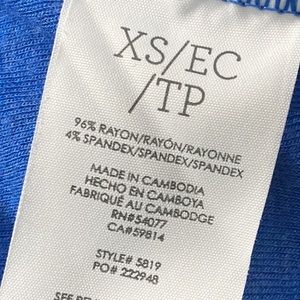 XS/EC
/TP
96% RAYON/RAYÓN/RAYONNE
4% SPANDEX/SPANDEX/SPANDEX
MADE IN CAMBODIA
HECHO EN CAMBOYA
FABRIQUÉ AU CAMBODGE
RN#54077
CA#59814
STYLE# 5819
PO# 222948
SEE